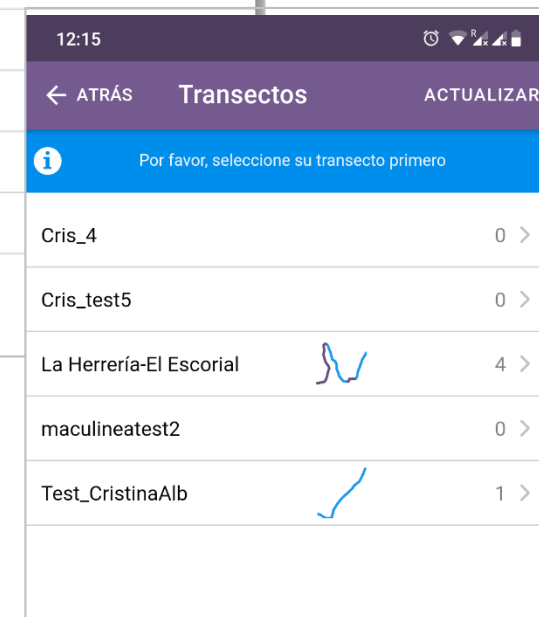 12:15 R
ATRÁS Transectos ACTUALIZAR
Por favor, seleccione su transecto primero
Cris_4 0
Cris_test5 0
La Herrería-El Escorial 4
maculineatest2 0
Test_CristinaAlb 1